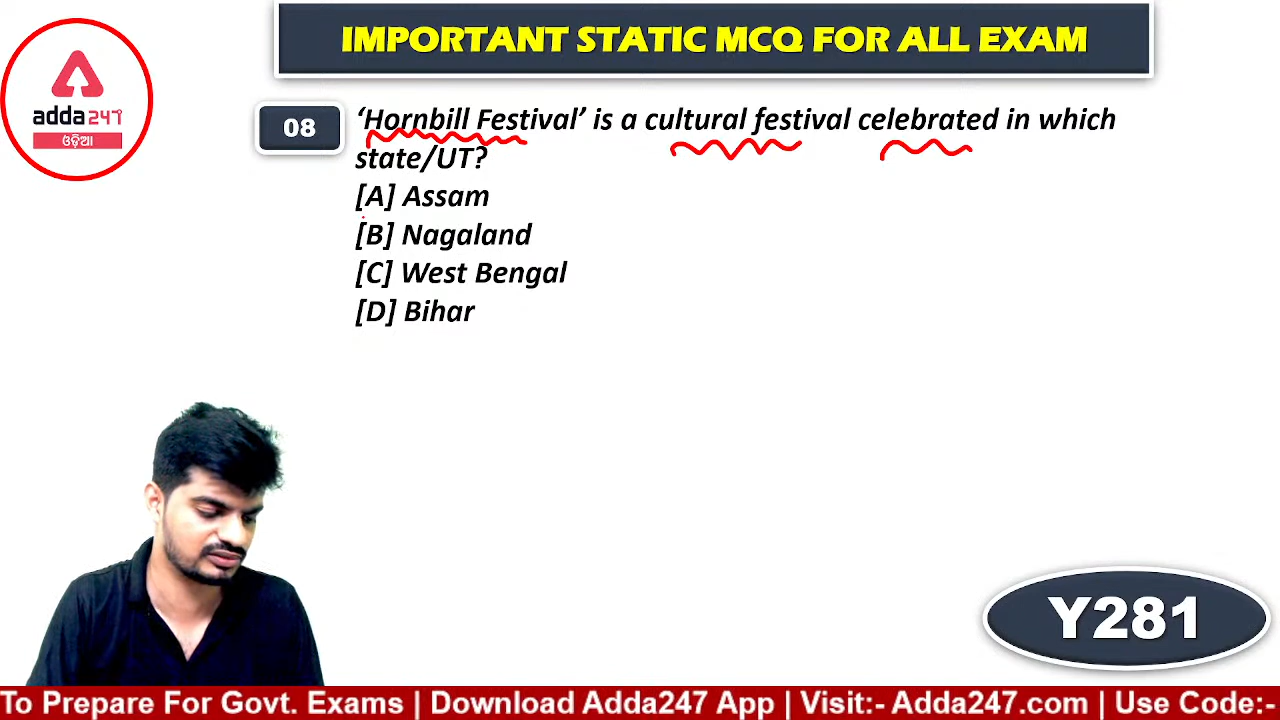 IMPORTANT STATIC MCQ FOR ALL EXAM
adda247
ଓଡ଼ିଆ
08
‘Hornbill Festival’ is a cultural festival celebrated in which
state/UT?
[A] Assam
[B] Nagaland
[C] West Bengal
[D] Bihar
Y281
To Prepare For Govt. Exams | Download Adda247 App | Visit:- Adda247.com | Use Code:-